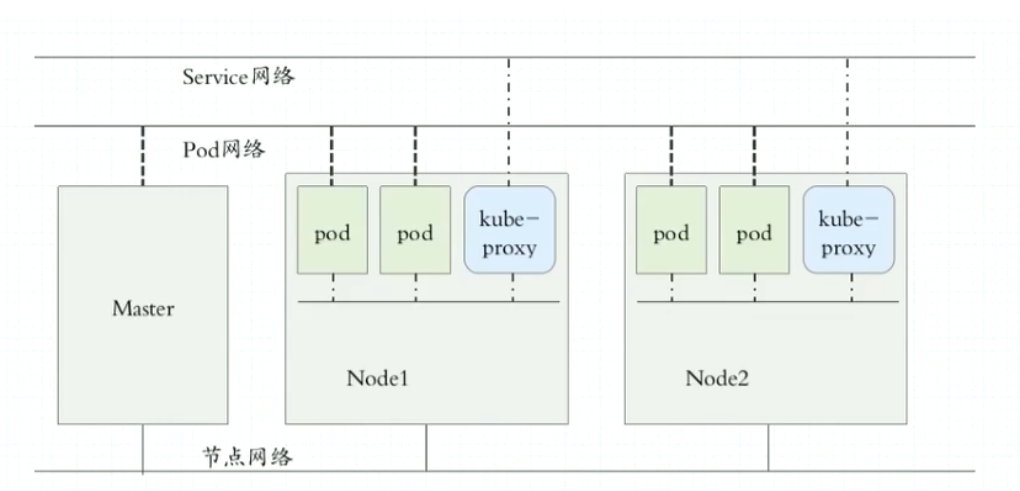 Service网络
Pod网络
pod
pod
kube-
proxy
pod
pod
kube-
proxy
Master
Node1
Node2
节点网络